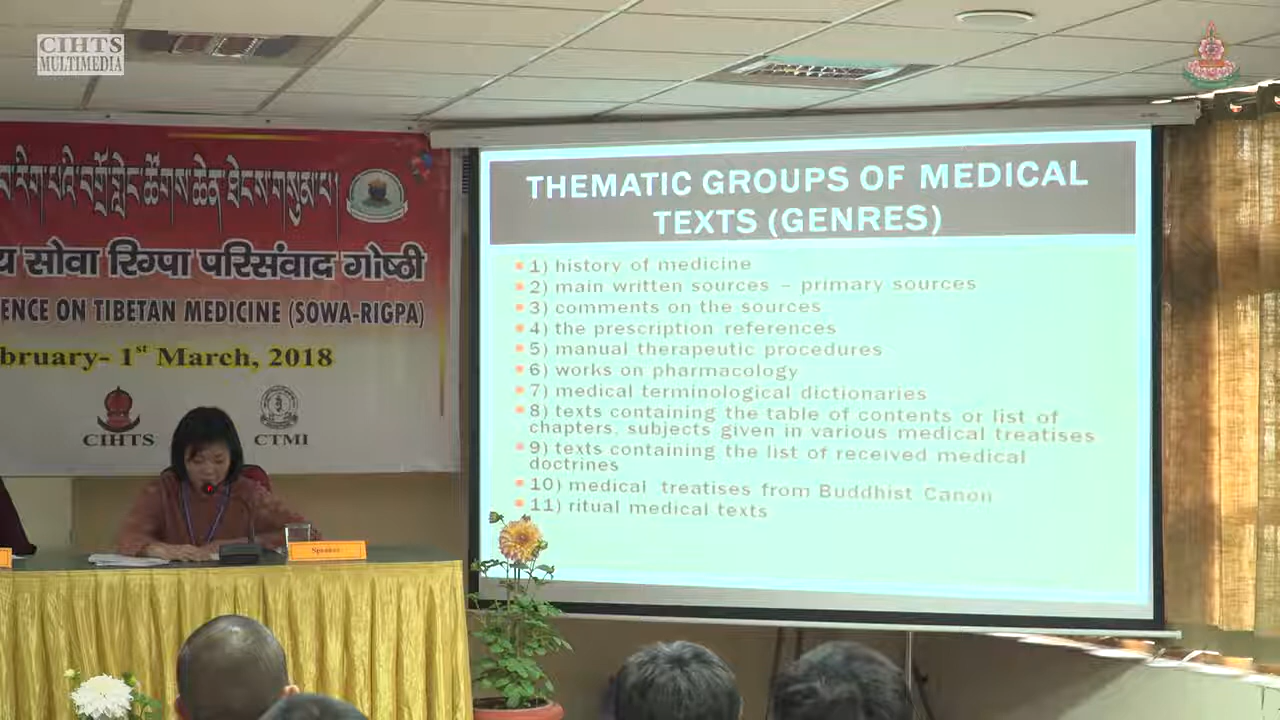 CIHTS
MULTIMEDIA
य सोवा रिग्पा परिसंवाद गोष्ठी
ENCE ON TIBETAN MEDICINE (SOWA-RIGPA)
bruary- 1st March, 2018
CIHTS
CTMI
Speaker
THEMATIC GROUPS OF MEDICAL
TEXTS (GENRES)
1) history of medicine
2) main written sources – primary sources
3) comments on the sources
4) the prescription references
5) manual therapeutic procedures
6) works on pharmacology
7) medical terminological dictionaries
8) texts containing the table of contents or list of
chapters, subjects given in various medical treatises
9) texts containing the list of received medical
doctrines
10) medical treatises from Buddhist Canon
11) ritual medical texts